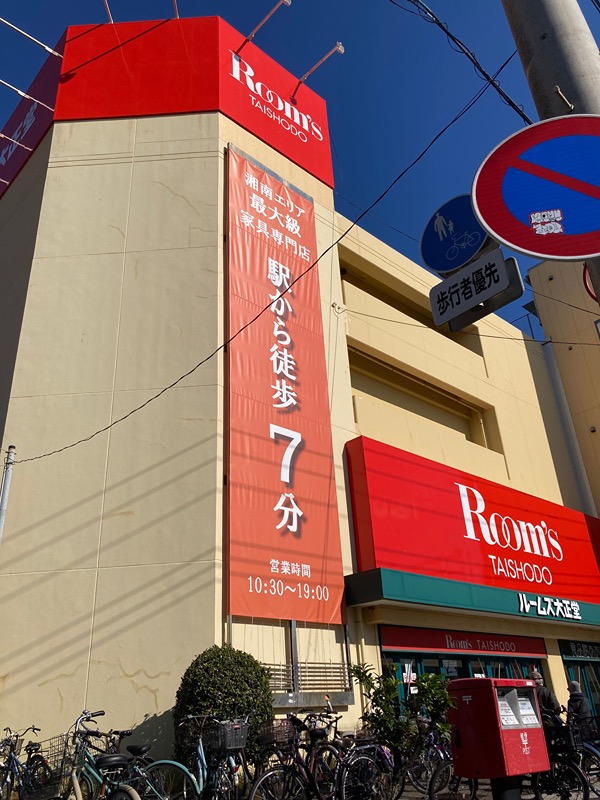 Room's
TAISHODO
湘南エリア
最大級
家具専門店
駅から徒歩7分
営業時間
10:30～19:00
歩行者優先
Room's
TAISHODO
ルームズ大正堂
Room's TAISHODO